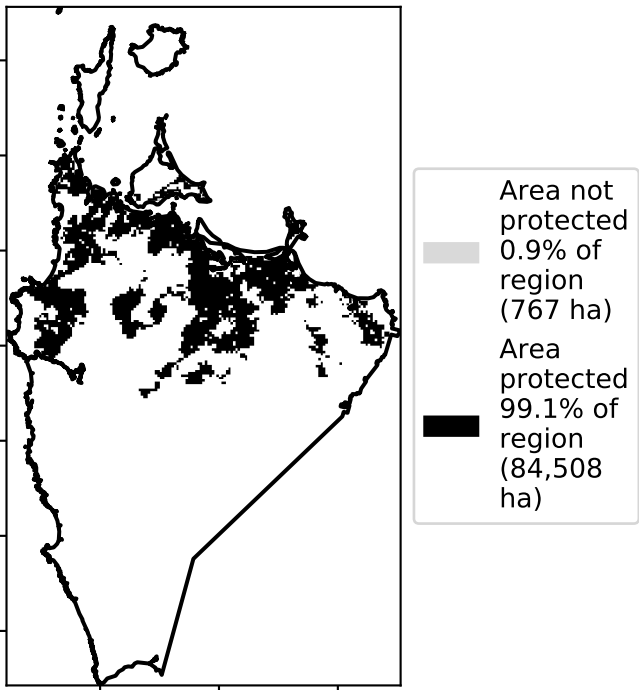 Area not
protected
0.9% of
region
(767 ha)
Area
protected
99.1% of
region
(84,508
ha)